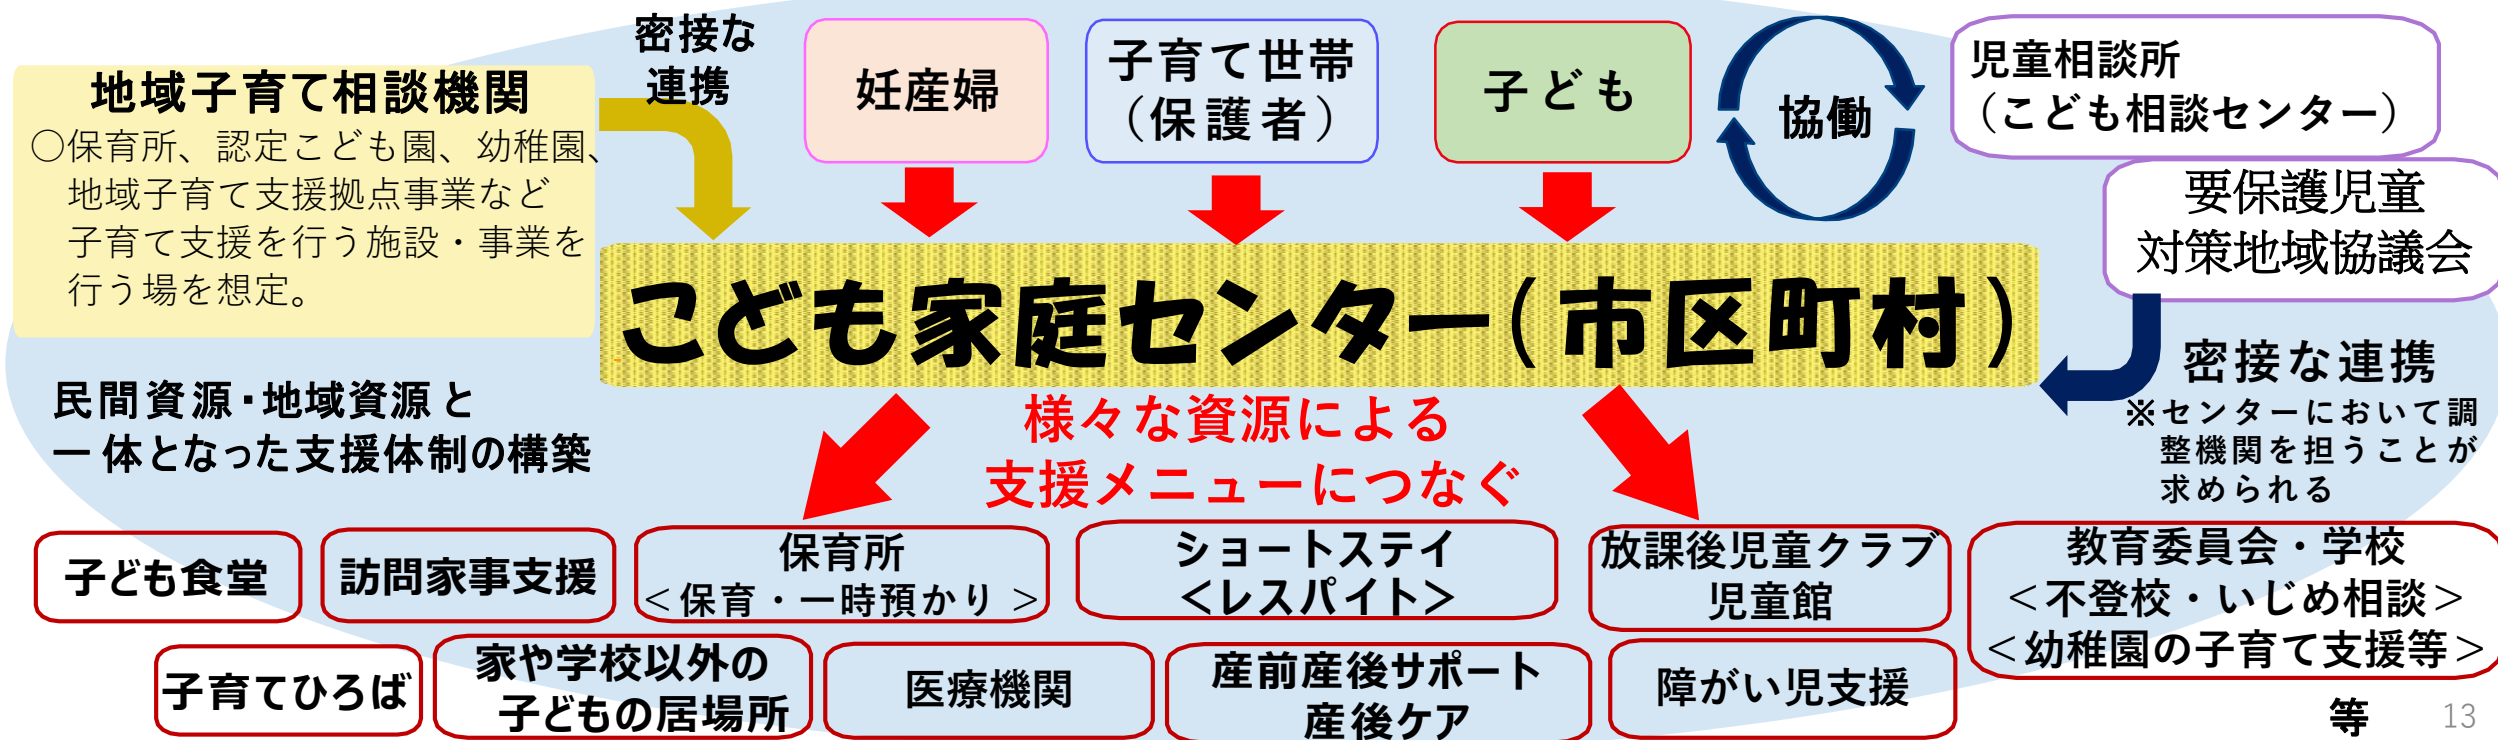 密接な
連携
地域子育て相談機関
○保育所、認定こども園、幼稚園、
地域子育て支援拠点事業など
子育て支援を行う施設・事業を
行う場を想定。
妊産婦
子育て世帯
（保護者）
子ども
協働
児童相談所
（こども相談センター）
要保護児童
対策地域協議会
こども家庭センター（市区町村）
密接な連携
※センターにおいて調
整機関を担うことが
求められる
民間資源・地域資源と
一体となった支援体制の構築
様々な資源による
支援メニューにつなぐ
子ども食堂
訪問家事支援
保育所
＜保育・一時預かり＞
ショートステイ
＜レスパイト＞
放課後児童クラブ
児童館
教育委員会・学校
＜不登校・いじめ相談＞
＜幼稚園の子育て支援等＞
子育てひろば
家や学校以外の
子どもの居場所
医療機関
産前産後サポート
産後ケア
障がい児支援
等
13